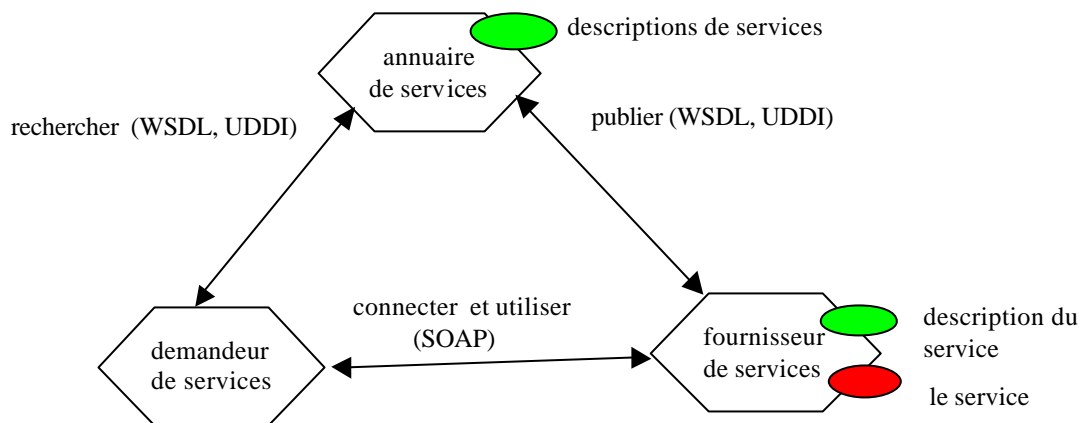 descriptions de services
annuaire
de services
rechercher (WSDL, UDDI)
publier (WSDL, UDDI)
connecter et utiliser
(SOAP)
demandeur
de services
fournisseur
de services
description du
service
le service